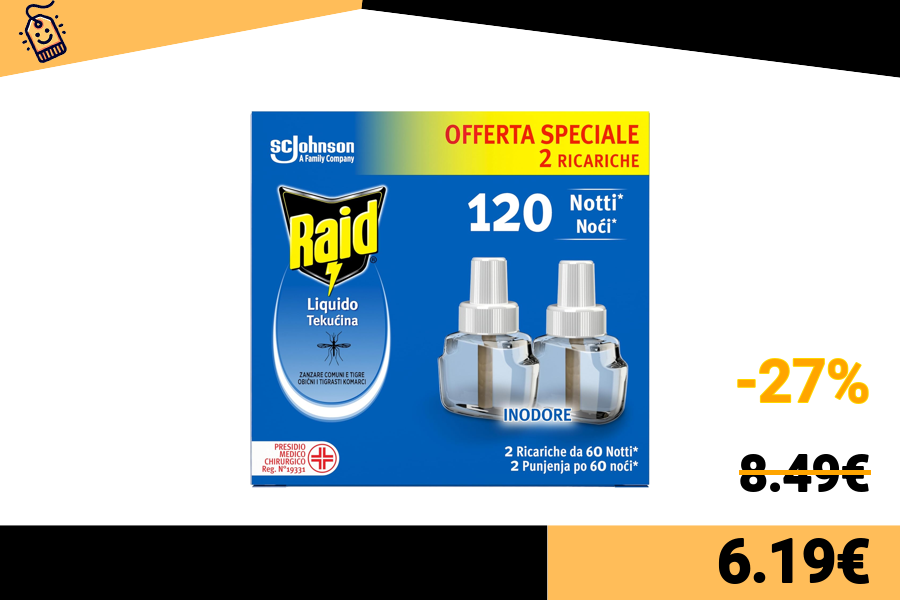 scJohnson
A Family Company
OFFERTA SPECIALE
2 RICARICHE
Raid®
120 Notti*
Noći*
Liquido
Tekućina
ZANZARE COMUNI E TIGRE
OBIČNI I TIGRASTI KOMARCI
INODORE
PRESIDIO
MEDICO
CHIRURGICO
Reg. N°19331
2 Ricariche da 60 Notti*
2 Punjenja po 60 noći*
-27%
8.49€
6.19€